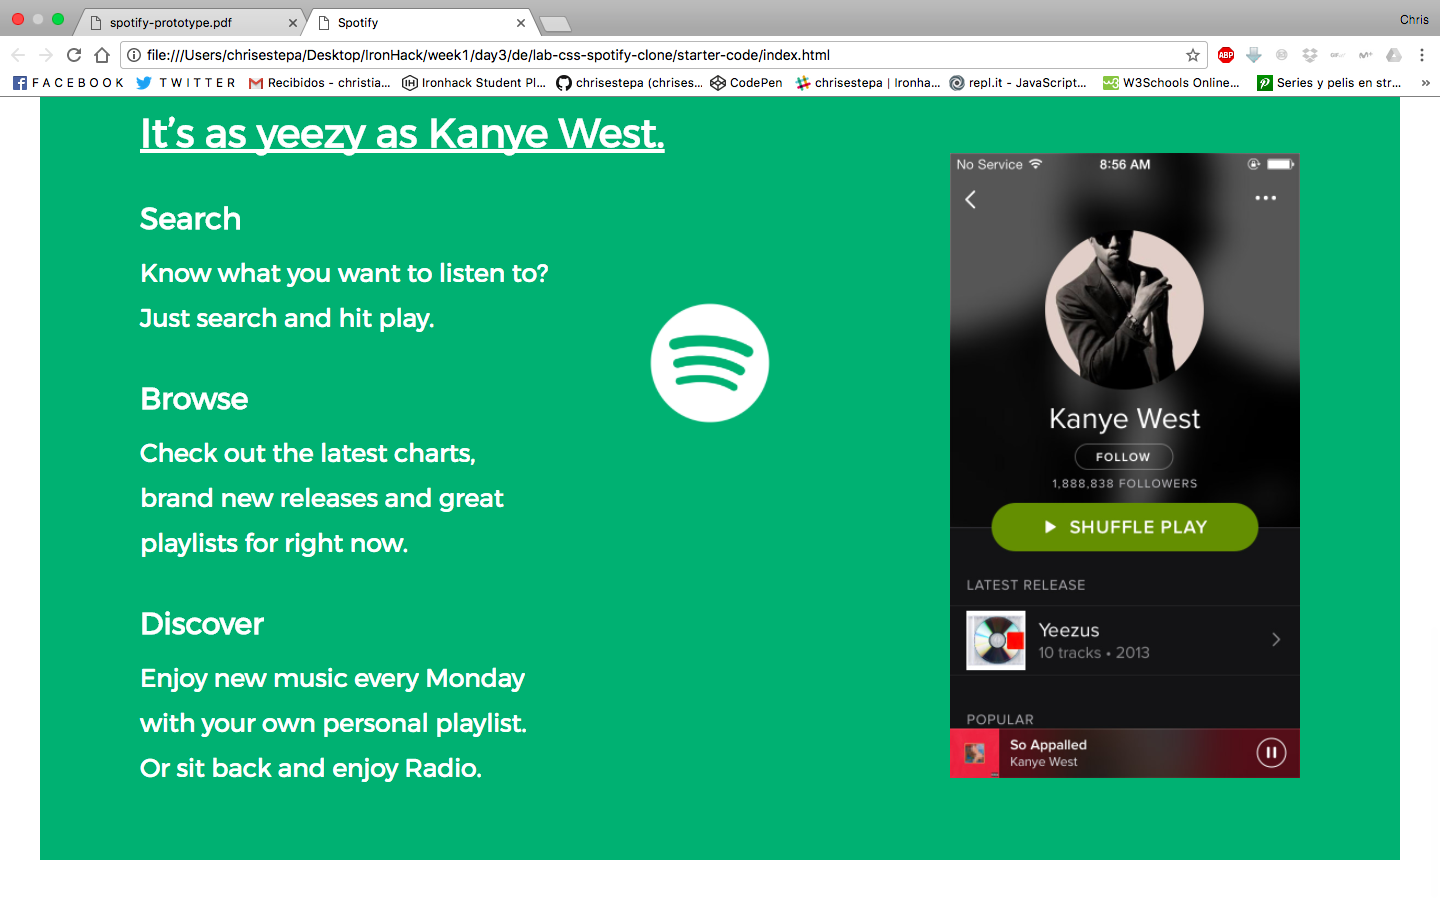 spotify-prototype.pdf
Spotify
Chris
file:///Users/chrisestepa/Desktop/IronHack/week1/day3/de/lab-css-spotify-clone/starter-code/index.html
ABP
FACEBOOK
TWITTER
Recibidos - christia...
Ironhack Student Pl...
chrisestepa (chrises...
CodePen
chrisestepa | Ironha...
repl.it - JavaScript...
W3Schools Online...
Series y pelis en str...
It's as yeezy as Kanye West.
Search
Know what you want to listen to?
Just search and hit play.
Browse
Check out the latest charts,
brand new releases and great
playlists for right now.
Discover
Enjoy new music every Monday
with your own personal playlist.
Or sit back and enjoy Radio.
No Service 8:56 AM
Kanye West
FOLLOW
1,888,838 FOLLOWERS
SHUFFLE PLAY
LATEST RELEASE
Yeezus
10 tracks • 2013
POPULAR
So Appalled
Kanye West